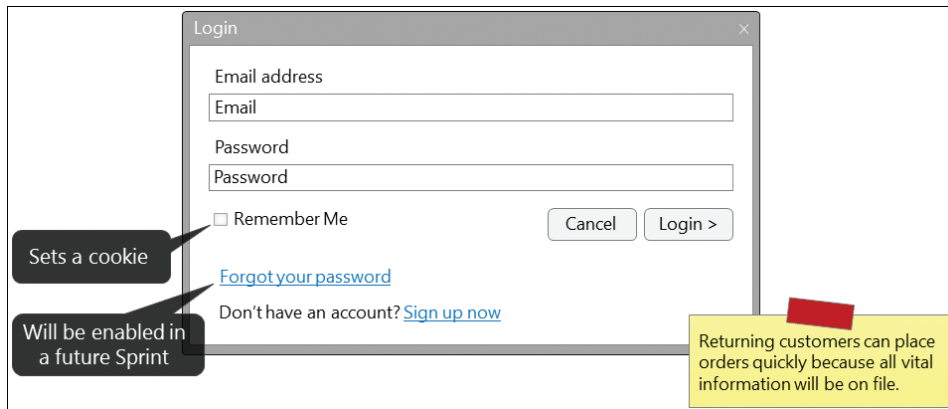 Login
Email address
Email
Password
Password
Remember Me
Cancel
Login >
Sets a cookie
Forgot your password
Don't have an account? Sign up now
Will be enabled in
a future Sprint
Returning customers can place
orders quickly because all vital
information will be on file.